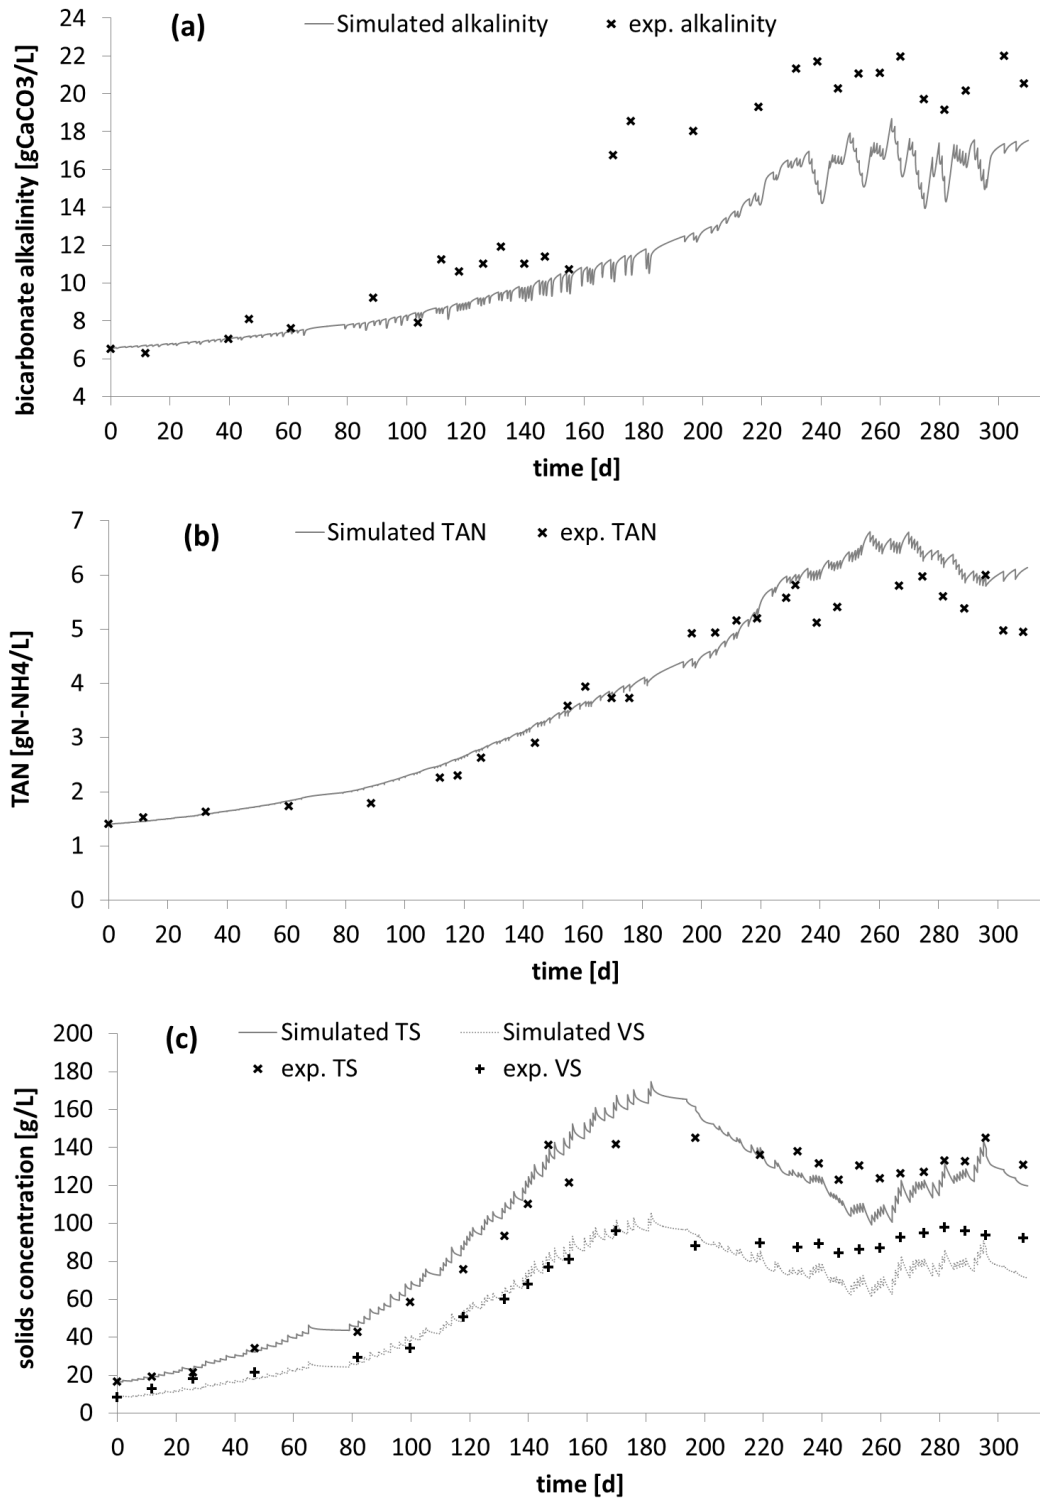 (a)
Simulated alkalinity
exp. alkalinity
bicarbonate alkalinity [gCaCO3/L]
24
22
20
18
16
14
12
10
8
6
4
0 20 40 60 80 100 120 140 160 180 200 220 240 260 280 300
time [d]
(b)
Simulated TAN
exp. TAN
TAN [gN-NH4/L]
7
6
5
4
3
2
1
0
0 20 40 60 80 100 120 140 160 180 200 220 240 260 280 300
time [d]
(c)
Simulated TS
Simulated VS
exp. TS
exp. VS
solids concentration [g/L]
200
180
160
140
120
100
80
60
40
20
0
0 20 40 60 80 100 120 140 160 180 200 220 240 260 280 300
time [d]